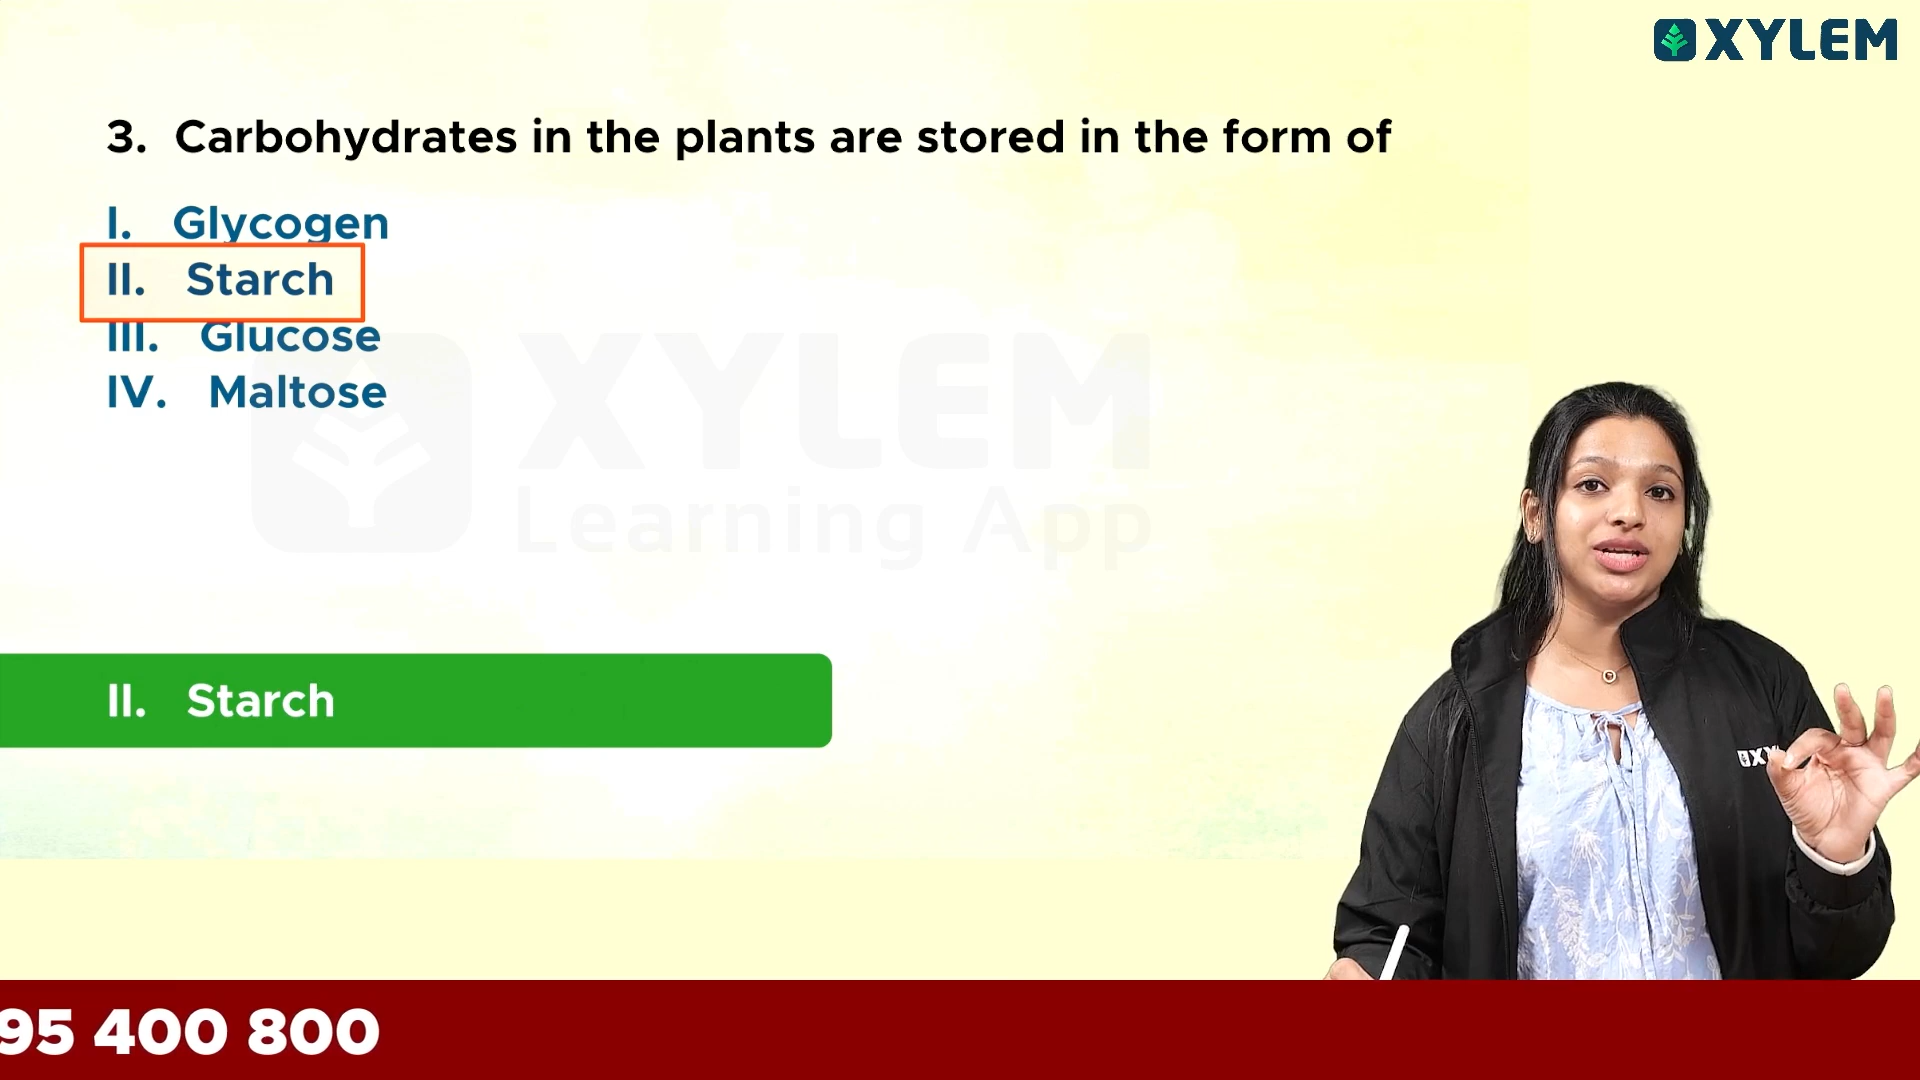 XYLEM
3. Carbohydrates in the plants are stored in the form of
I. Glycogen
II. Starch
III. Glucose
IV. Maltose
XYLEM
Learning App
II. Starch
95 400 800